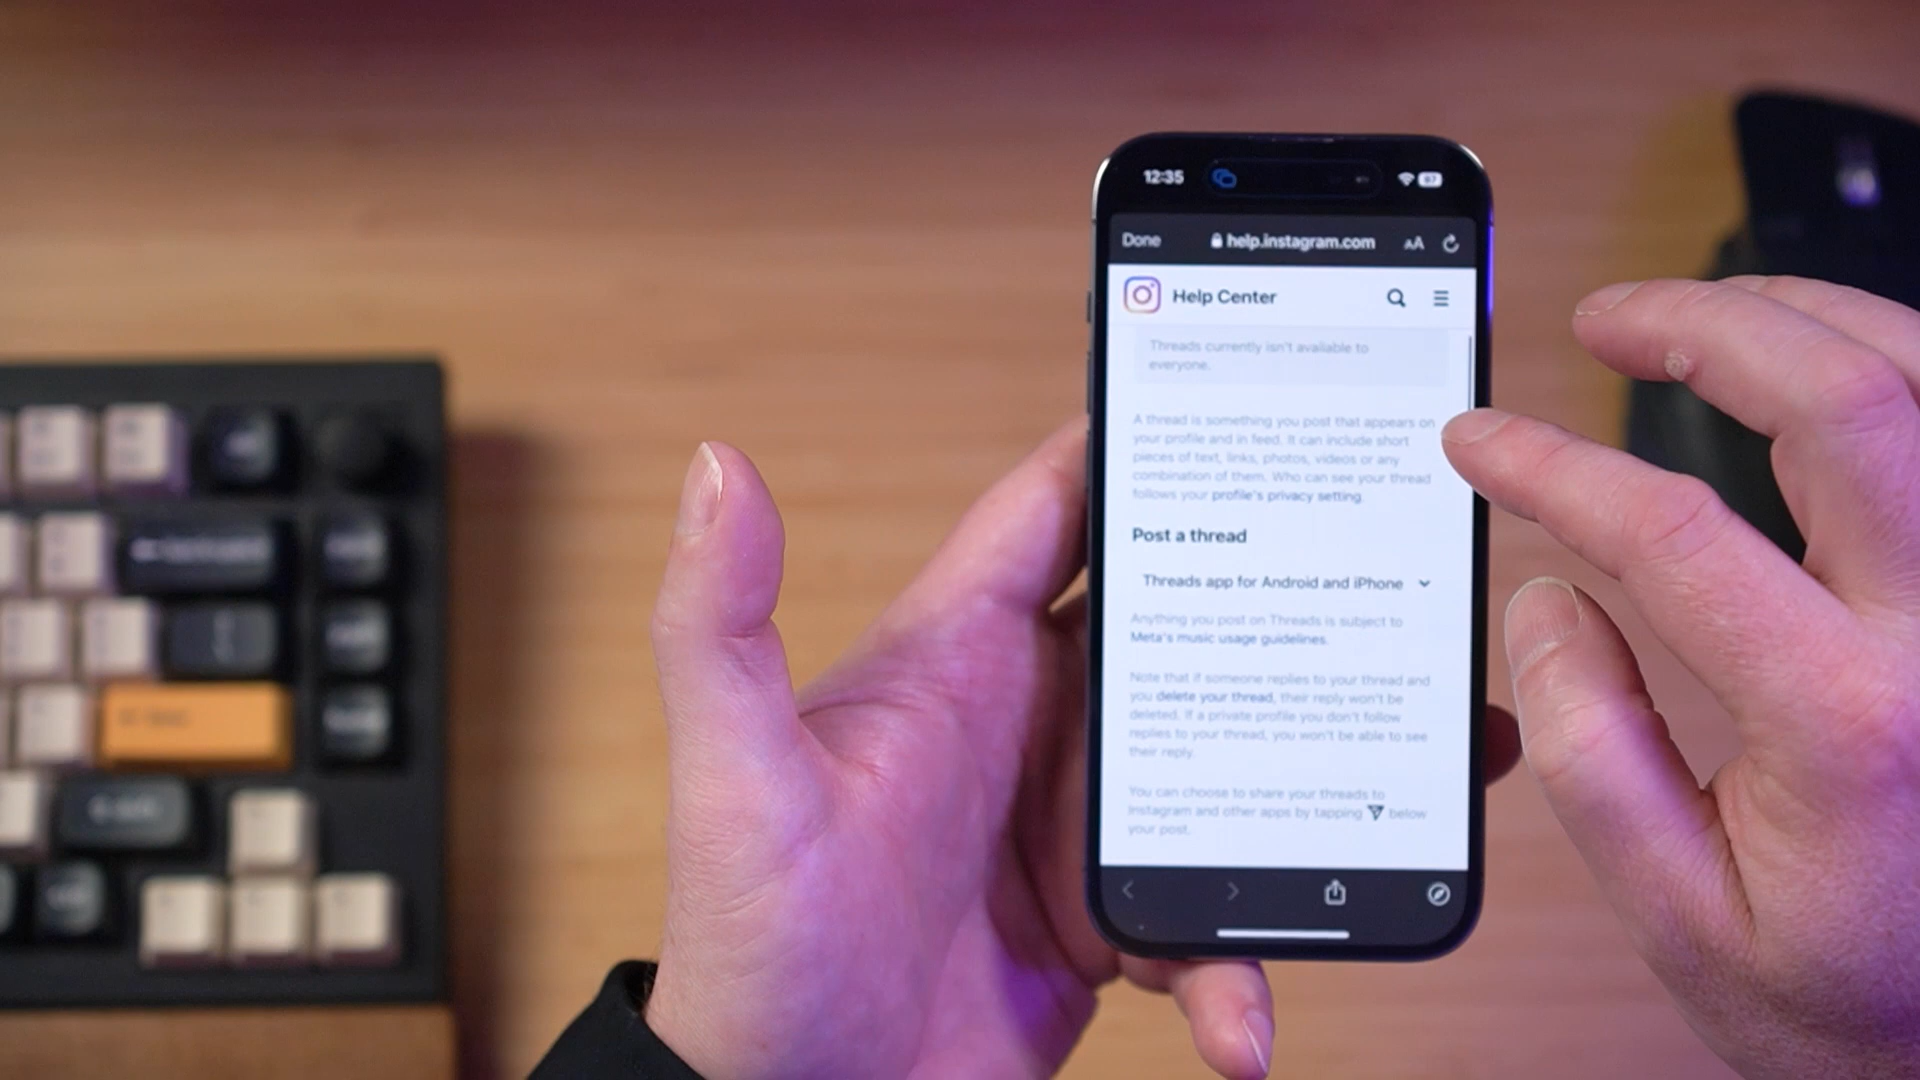 12:35
97
Done help.instagram.com AA
Help Center
Threads currently isn't available to
everyone.
A thread is something you post that appears on
your profile and in feed. It can include short
pieces of text, links, photos, videos or any
combination of them. Who can see your thread
follows your profile's privacy setting.
Post a thread
Threads app for Android and iPhone
Anything you post on Threads is subject to
Meta's music usage guidelines.
Note that if someone replies to your thread and
you delete your thread, their reply won't be
deleted. If a private profile you don't follow
replies to your thread, you won't be able to see
their reply.
You can choose to share your threads to
Instagram and other apps by tapping below
your post.